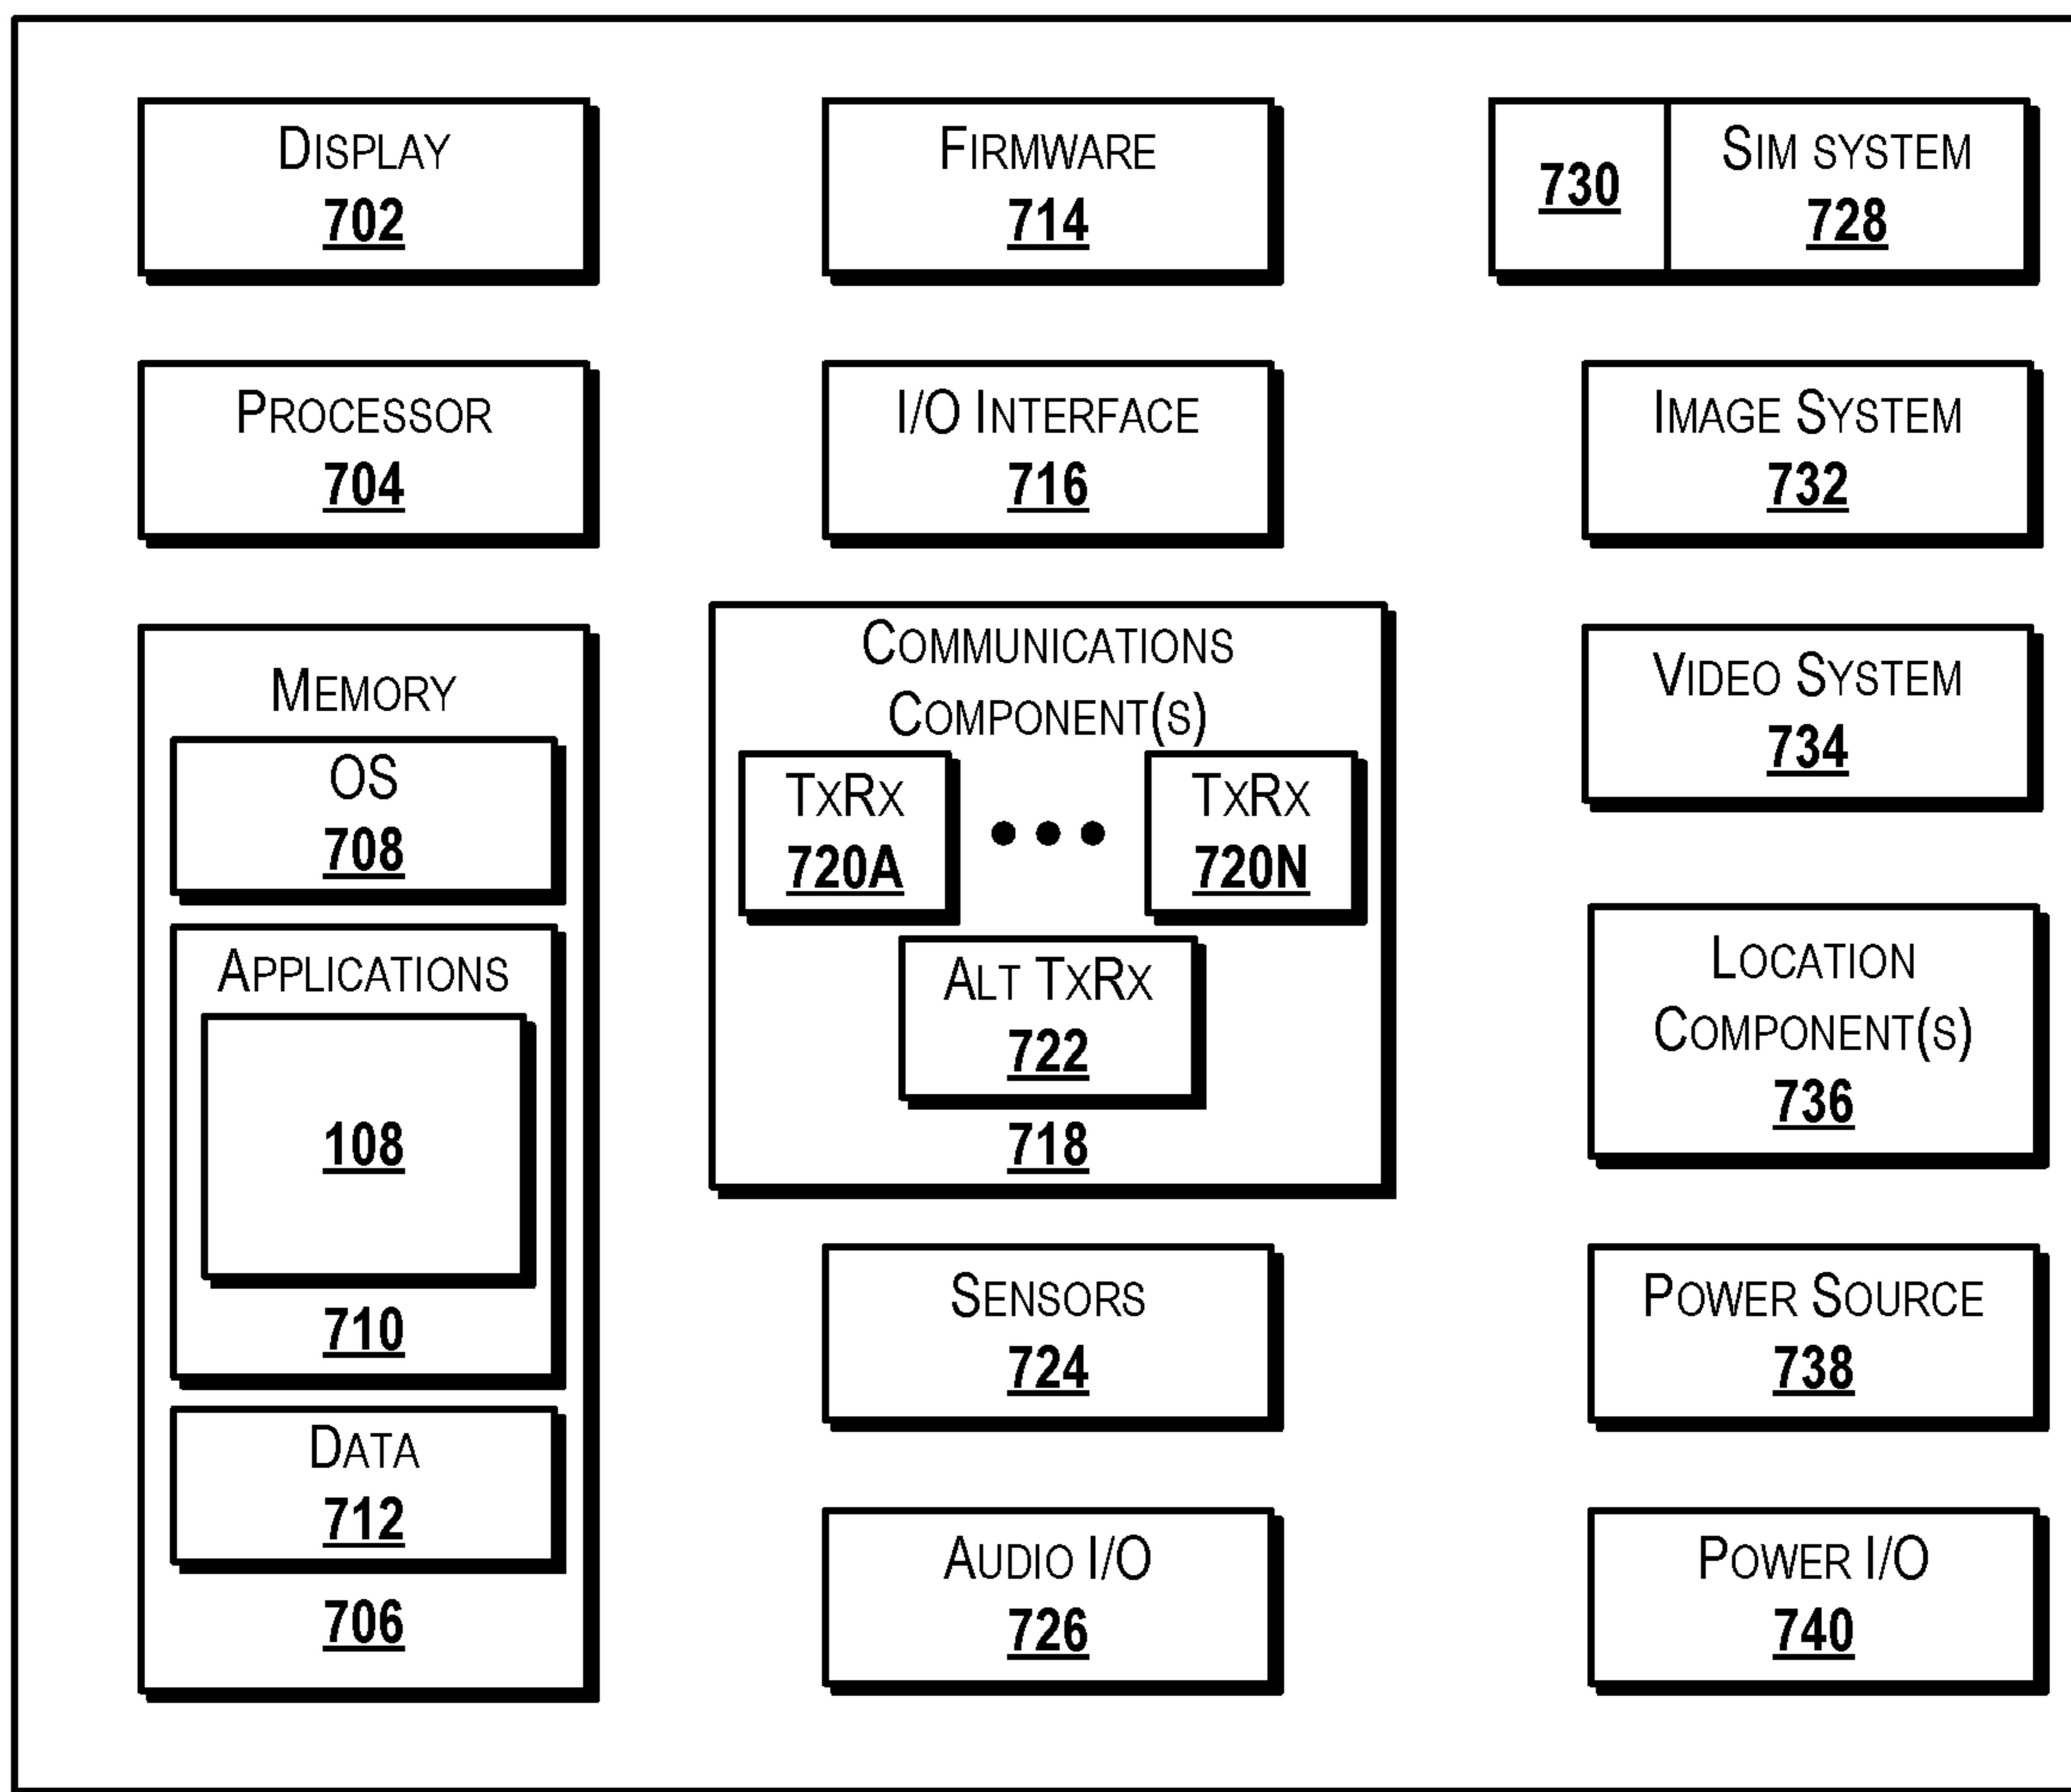 DISPLAY
702
PROCESSOR
704
MEMORY
OS
708
APPLICATIONS
108
710
DATA
712
706
FIRMWARE
714
I/O INTERFACE
716
COMMUNICATIONS
COMPONENT(S)
TXRX
720A
TXRX
720N
ALT TXRX
722
718
SENSORS
724
AUDIO I/O
726
730
SIM SYSTEM
728
IMAGE SYSTEM
732
VIDEO SYSTEM
734
LOCATION
COMPONENT(S)
736
POWER SOURCE
738
POWER I/O
740